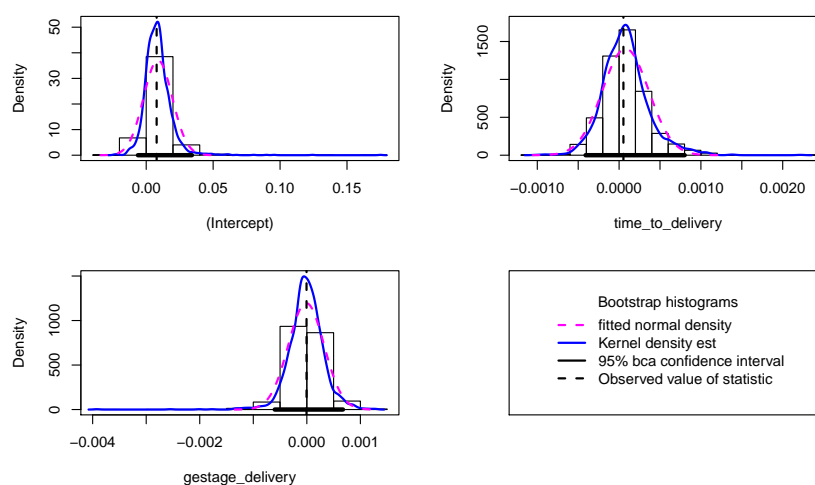 Density
50
30
10
0
0.00 0.05 0.10 0.15
(Intercept)
Density
1500
500
0
−0.0010 0.0000 0.0010 0.0020
time_to_delivery
Density
1000
500
0
−0.004 −0.002 0.000 0.001
gestage_delivery
Bootstrap histograms
fitted normal density
Kernel density est
95% bca confidence interval
Observed value of statistic